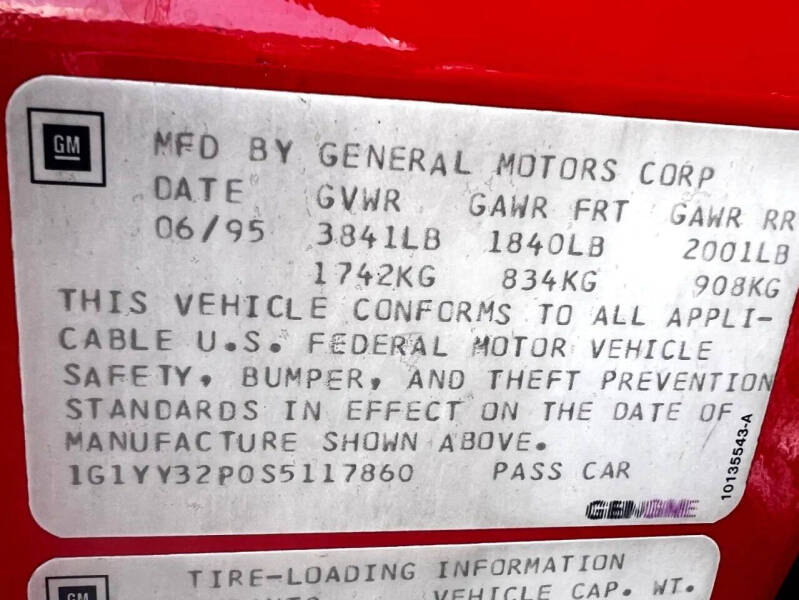 GM
MFD BY GENERAL MOTORS CORP
DATE GVWR GAWR FRT GAWR RR
06/95 3841LB 1840LB 2001LB
1742KG 834KG 908KG
THIS VEHICLE CONFORMS TO ALL APPLI-
CABLE U.S. FEDERAL MOTOR VEHICLE
SAFETY, BUMPER, AND THEFT PREVENTION
STANDARDS IN EFFECT ON THE DATE OF
MANUFACTURE SHOWN ABOVE.
1G1YY32P0S5117860 PASS CAR
10135543-A
GM
TIRE-LOADING INFORMATION
VEHICLE CAP. WT.